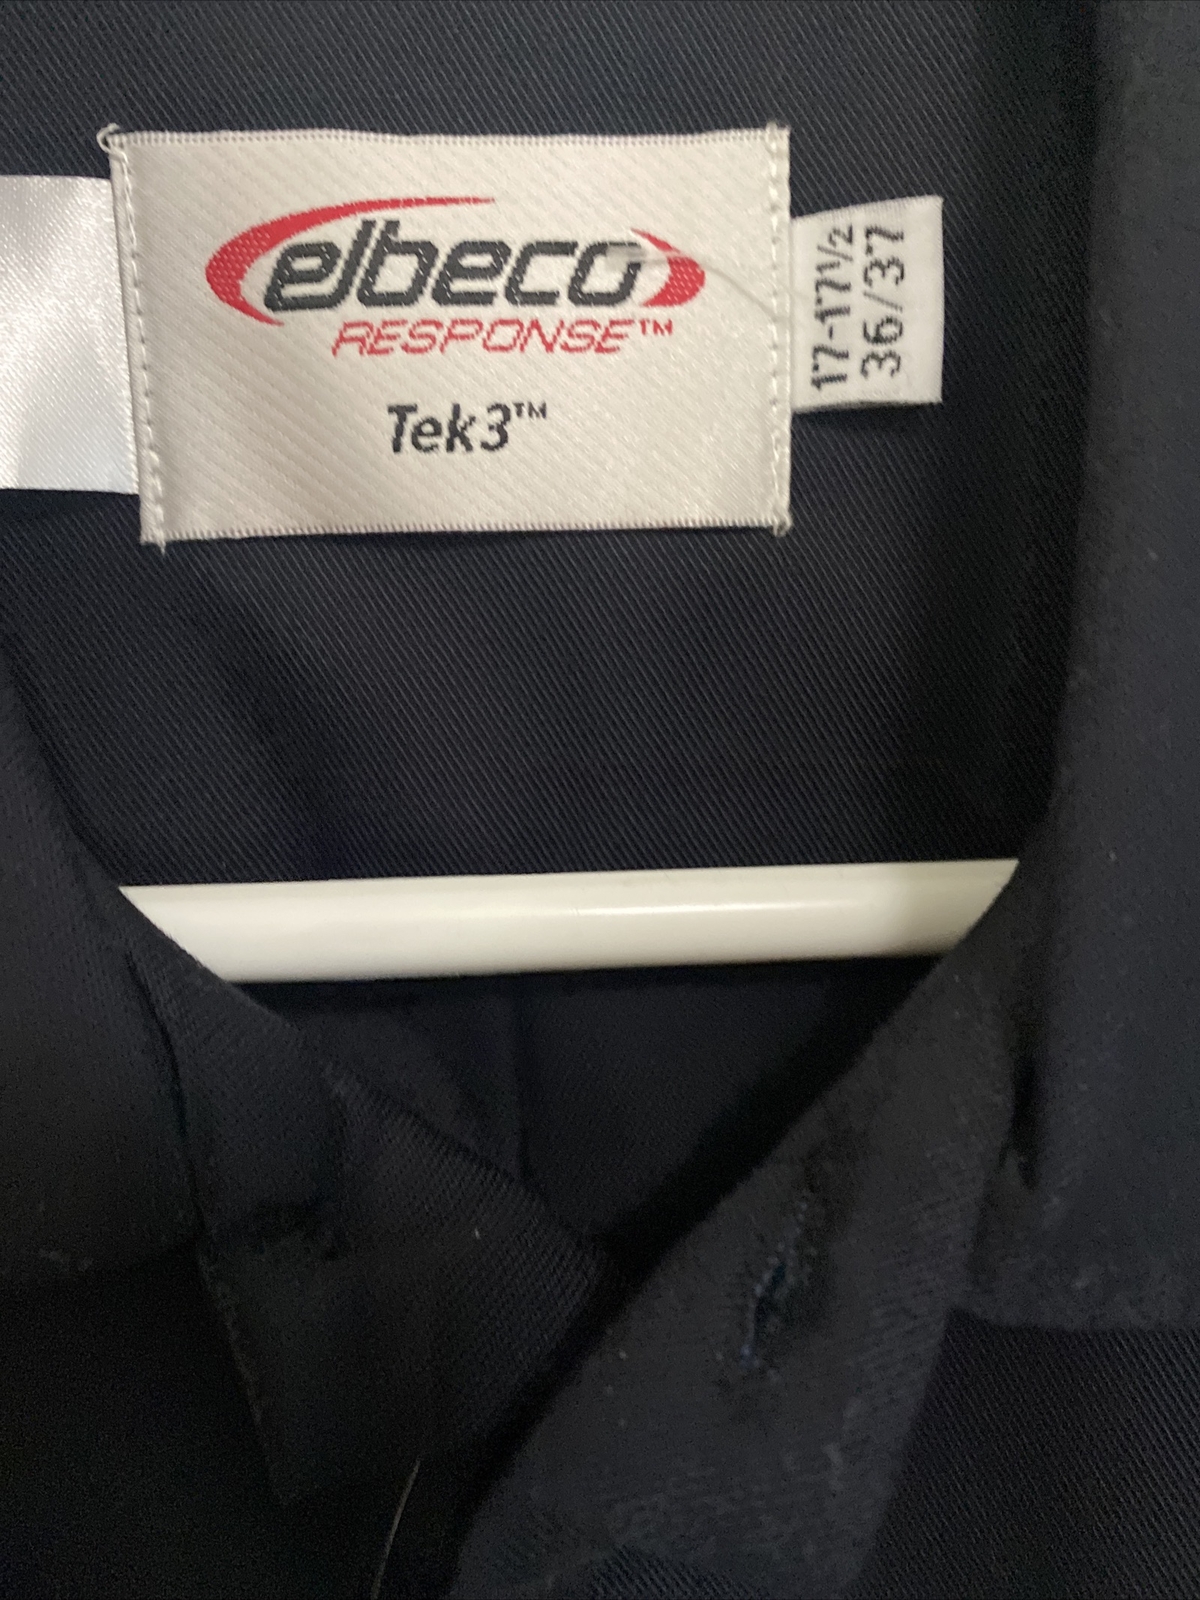 elbeco
RESPONSE™
Tek3™
17-17½
36/37